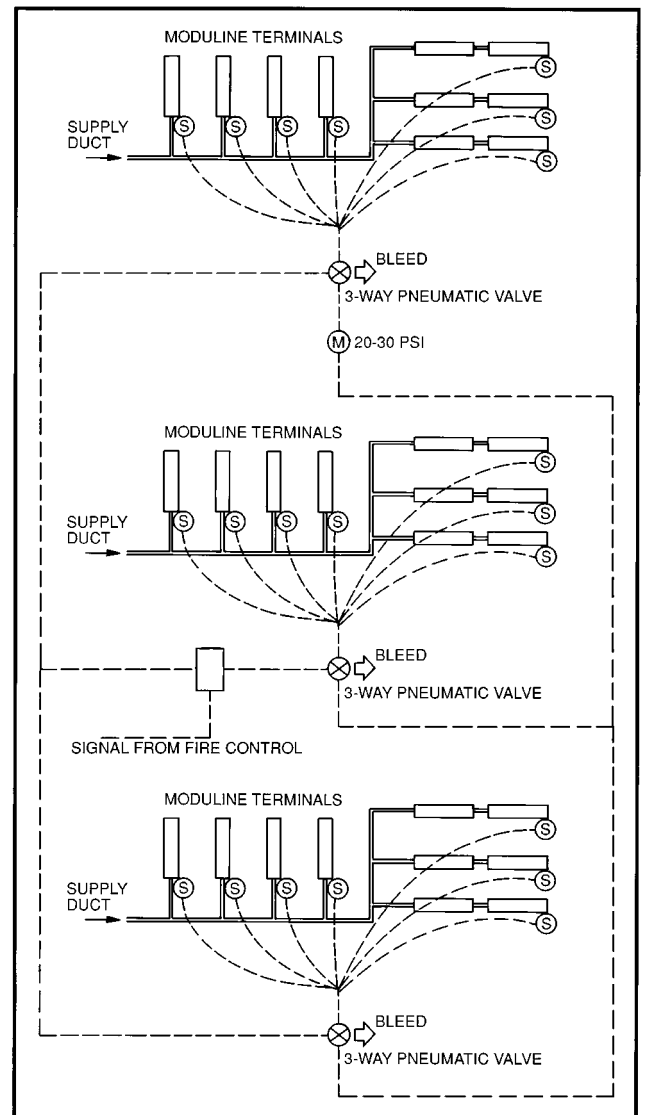 MODULINE TERMINALS
S
S
S
S
S
S
S
SUPPLY
DUCT
BLEED
3-WAY PNEUMATIC VALVE
M 20-30 PSI
MODULINE TERMINALS
S
S
S
S
S
S
S
SUPPLY
DUCT
BLEED
3-WAY PNEUMATIC VALVE
SIGNAL FROM FIRE CONTROL
MODULINE TERMINALS
S
S
S
S
S
S
S
SUPPLY
DUCT
BLEED
3-WAY PNEUMATIC VALVE